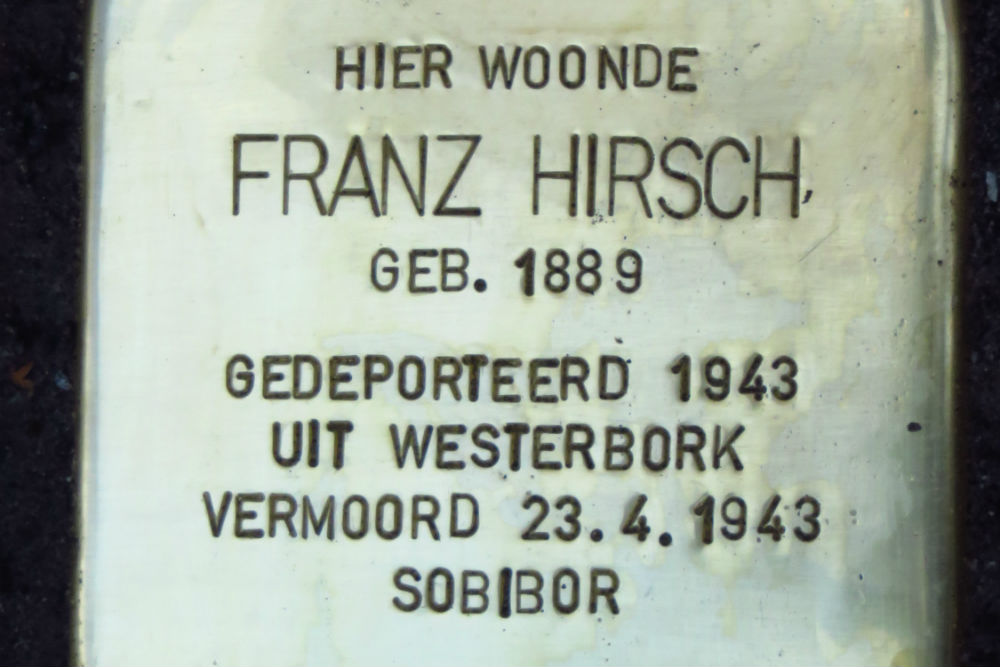 HIER WOONDE
FRANZ HIRSCH,
GEB. 1889
GEDEPORTEERD 1943
UIT WESTERBORK
VERMOORD 23.4.1943
SOBIBOR